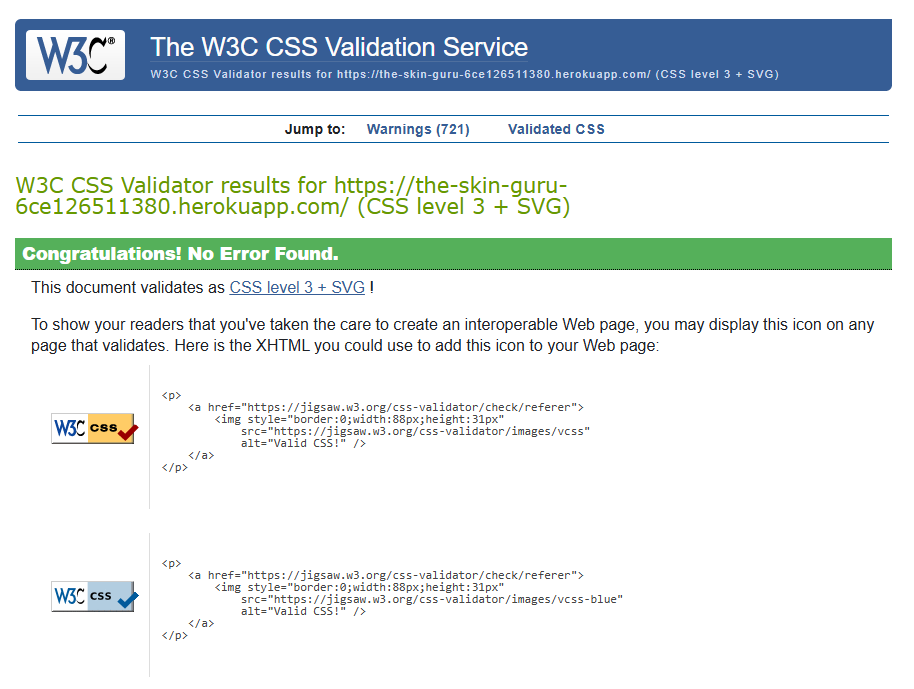 W3C®
The W3C CSS Validation Service
W3C CSS Validator results for https://the-skin-guru-6ce126511380.herokuapp.com/ (CSS level 3 + SVG)
Jump to: Warnings (721) Validated CSS
W3C CSS Validator results for https://the-skin-guru-
6ce126511380.herokuapp.com/ (CSS level 3 + SVG)
Congratulations! No Error Found.
This document validates as CSS level 3 + SVG !
To show your readers that you've taken the care to create an interoperable Web page, you may display this icon on any
page that validates. Here is the XHTML you could use to add this icon to your Web page:
W3C css
<p>
<a href="https://jigsaw.w3.org/css-validator/check/referer">
<img style="border:0;width:88px;height:31px"
src="https://jigsaw.w3.org/css-validator/images/vcss"
alt="Valid CSS!" />
</a>
</p>
W3C css
<p>
<a href="https://jigsaw.w3.org/css-validator/check/referer">
<img style="border:0;width:88px;height:31px"
src="https://jigsaw.w3.org/css-validator/images/vcss-blue"
alt="Valid CSS!" />
</a>
</p>